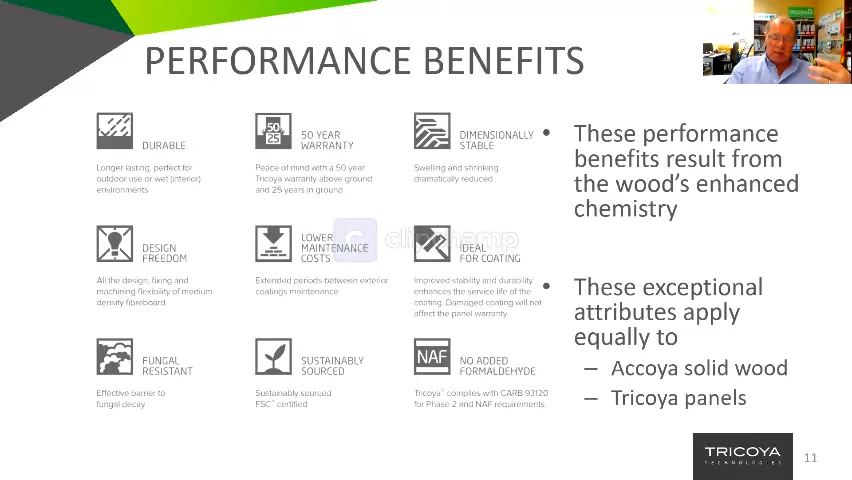 PERFORMANCE BENEFITS
accoya
DURABLE
Longer lasting, perfect for
outdoor use or wet (interior)
environments
50
25
50 YEAR
WARRANTY
Peace of mind with a 50 year
Tricoya warranty above ground
and 25 years in ground
DIMENSIONALLY
STABLE
Swelling and shrinking
dramatically reduced
DESIGN
FREEDOM
All the design, fixing and
machining flexibility of medium
density fibreboard
LOWER
MAINTENANCE
COSTS
Extended periods between exterior
coatings maintenance
IDEAL
FOR COATING
Improved stability and durability
enhances the service life of the
coating. Damaged coating will not
affect the panel warranty
C clipchamp
FUNGAL
RESISTANT
Effective barrier to
fungal decay.
SUSTAINABLY
SOURCED
Sustainably sourced
FSC™ certified
NAF
NO ADDED
FORMALDEHYDE
Tricoya® complies with CARB 93120
for Phase 2 and NAF requirements.
• These performance
benefits result from
the wood’s enhanced
chemistry
• These exceptional
attributes apply
equally to
– Accoya solid wood
– Tricoya panels
TRICOYA
TECHNOLOGIES
11